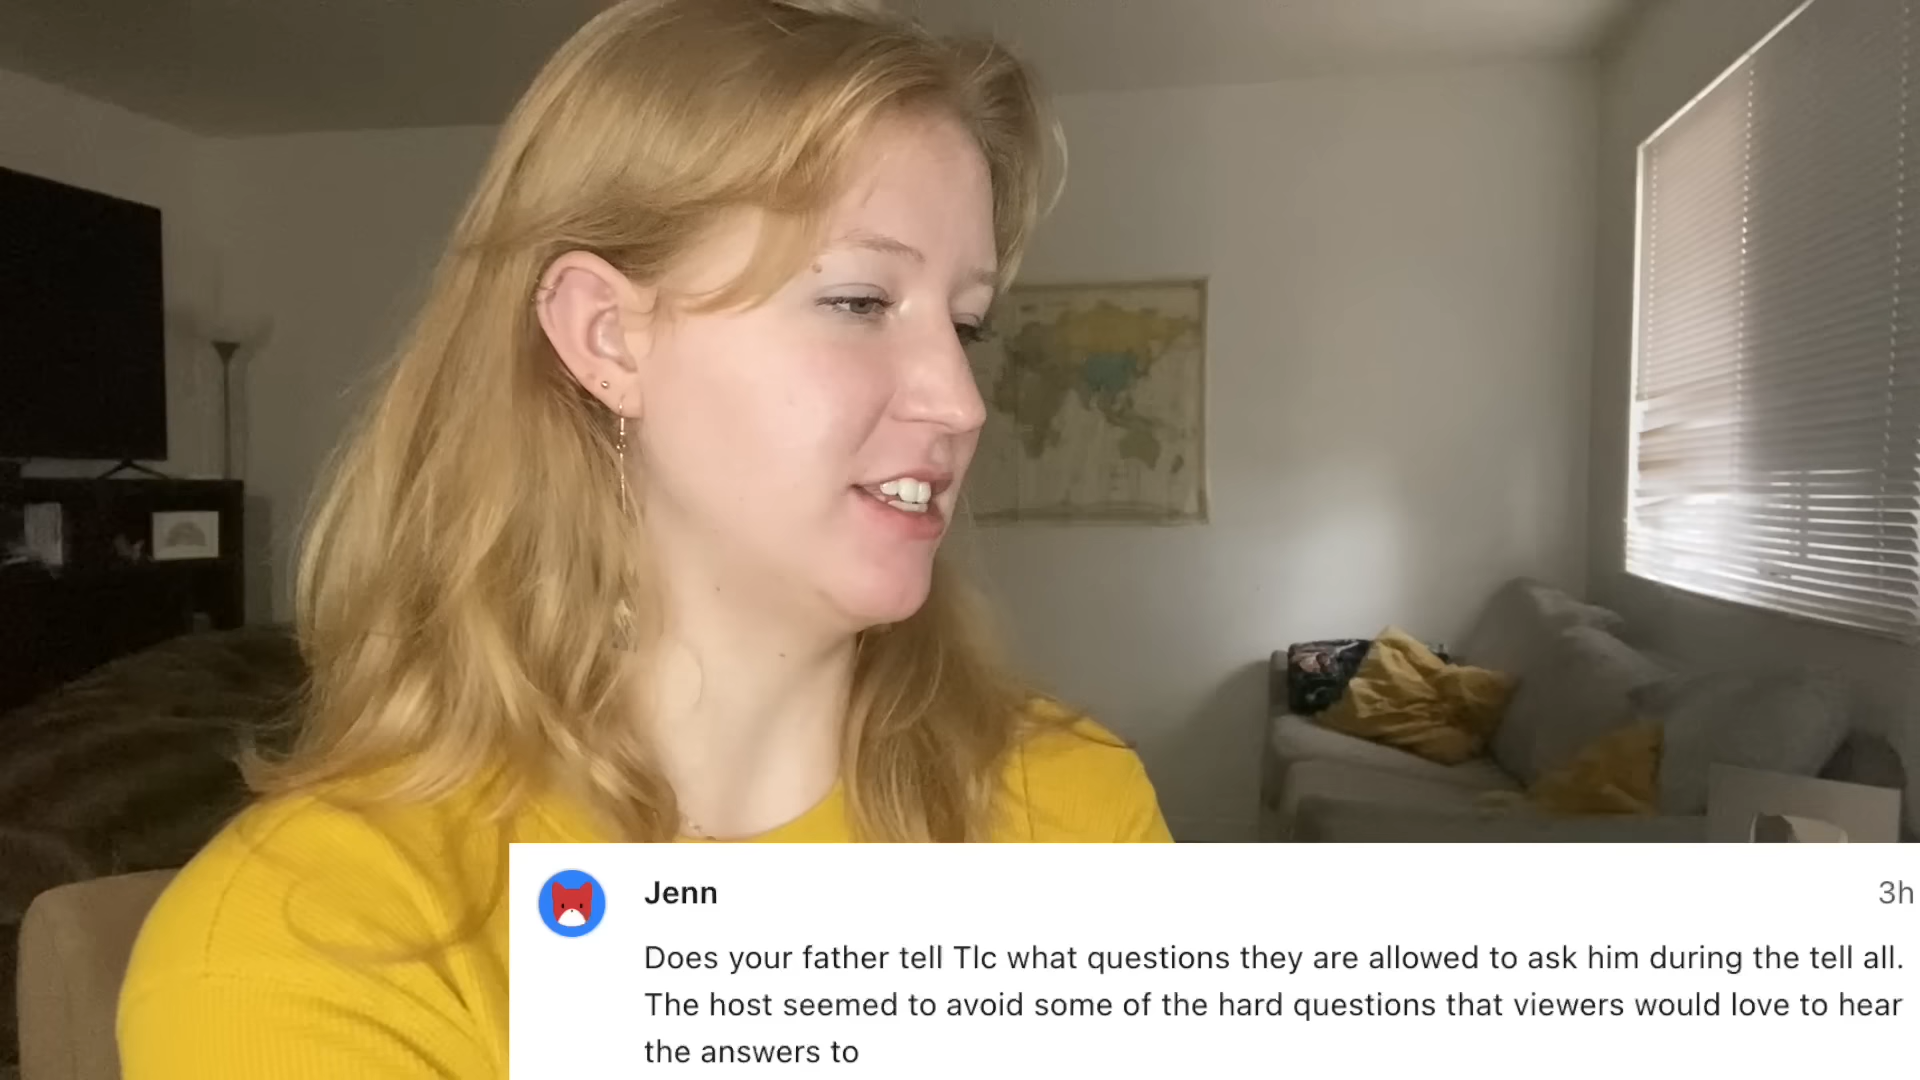 Jenn
3h
Does your father tell Tlc what questions they are allowed to ask him during the tell all.
The host seemed to avoid some of the hard questions that viewers would love to hear
the answers to